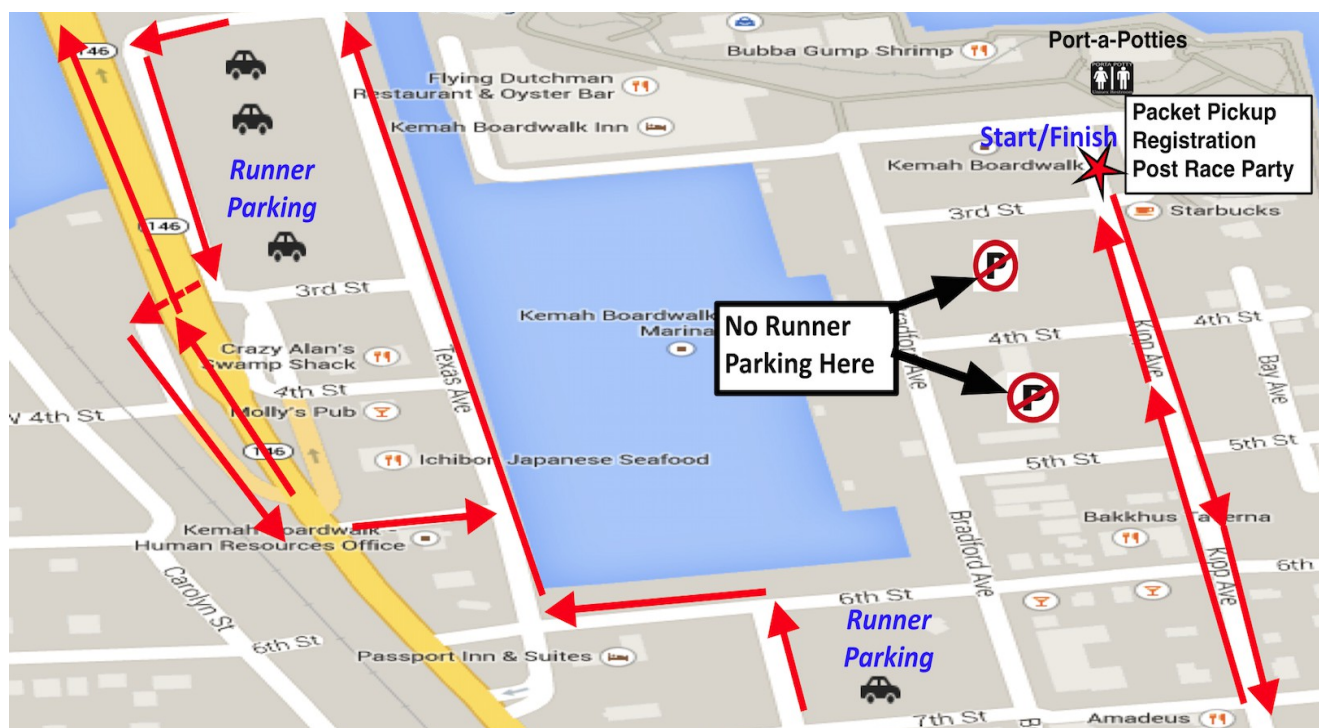 146
Bubba Gump Shrimp
Port-a-Potties
PORTA POTTY
Flying Dutchman
Restaurant & Oyster Bar
Kemah Boardwalk Inn
Start/Finish
Kemah Boardwalk
Packet Pickup
Registration
Post Race Party
Runner
Parking
3rd St
Starbucks
146
3rd St
Kemah Boardwalk
Marina
No Runner
Parking Here
P
P
Bradford Ave
4th St
Kipp Ave
4th St
Bay Ave
Crazy Alan's
Swamp Shack
Texas Ave
4th St
Molly's Pub
4th St
146
Ichibon Japanese Seafood
5th St
5th St
Kemah Boardwalk -
Human Resources Office
Bradford Ave
Bakkhus Taverna
Kipp Ave
6th St
6th St
Carolyn St
6th St
Passport Inn & Suites
Runner
Parking
7th St
Amadeus